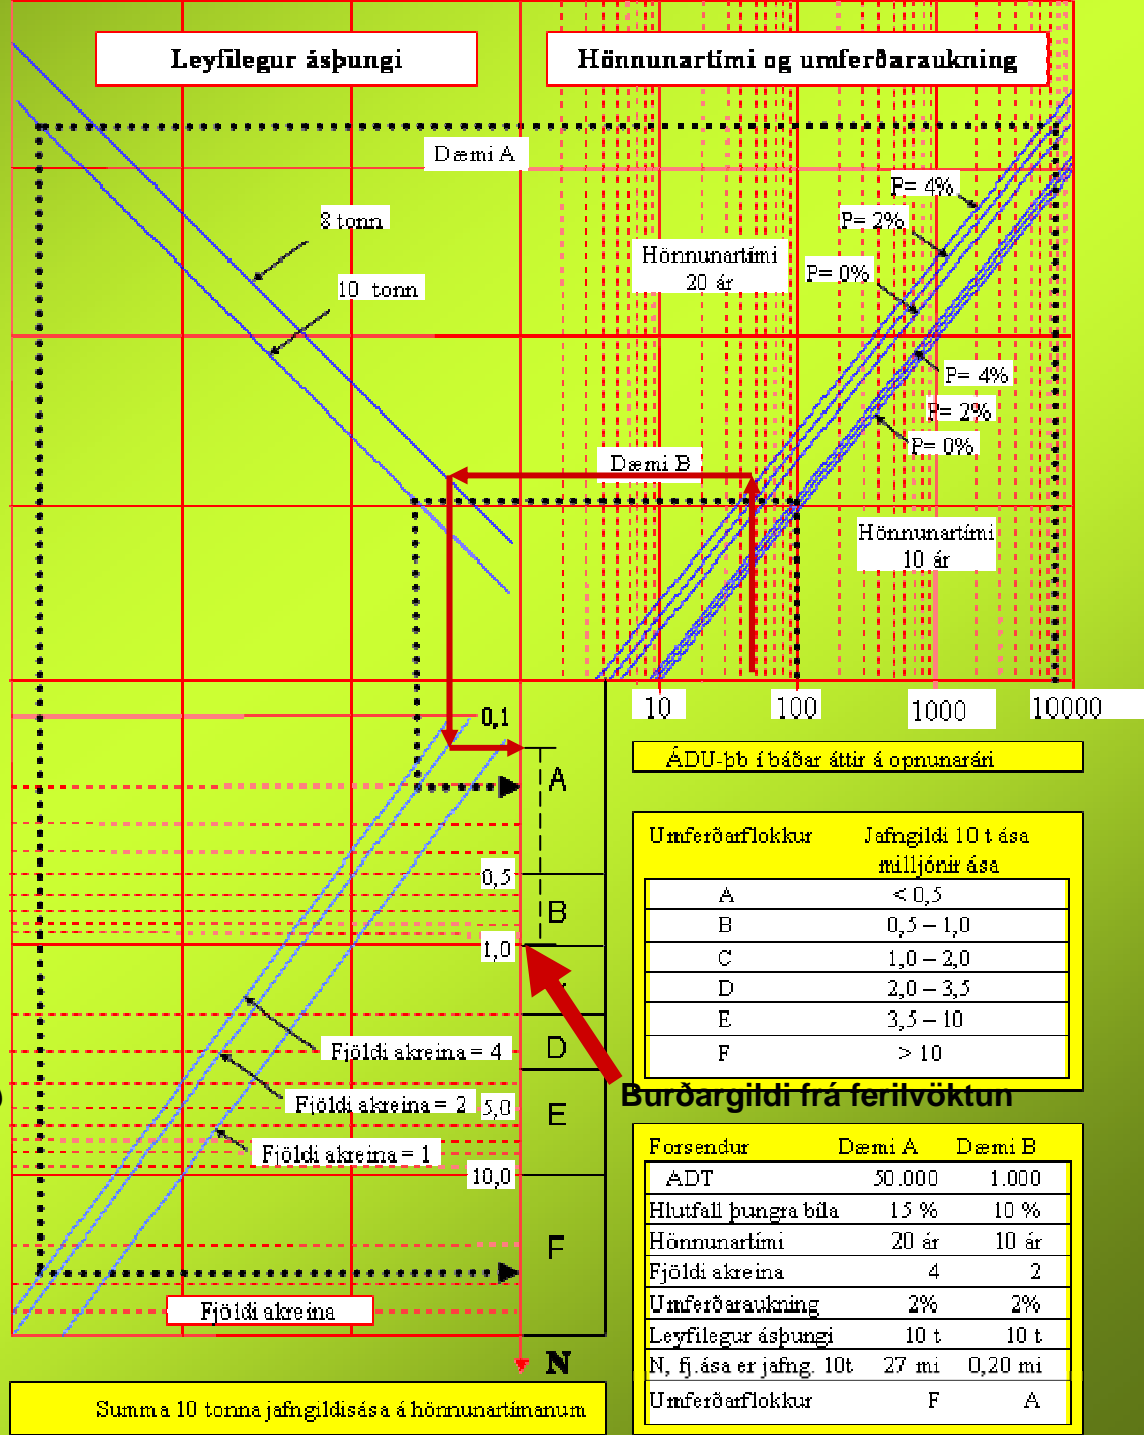 Leyfilegur ásþungi
Hönnunartími og umferðaraukning
Dæmi A
8 tonn
10 tonn
P= 4%
P= 2%
Hönnunartími
20 ár
P= 0%
P= 4%
P= 2%
P= 0%
Dæmi B
Hönnunartími
10 ár
10
100
1000
10000
ÁDU-þb í báðar áttir á opnunarári
0,1
A
0,5
B
1,0
D
Fjöldi akreina = 4
Fjöldi akreina = 2
5,0
E
Fjöldi akreina = 1
10,0
F
Fjöldi akreina
N
Summa 10 tonna jafngildisása á hönnunartímanum
Umferðarflokkur Jafngildi 10 t ása
milljónir ása
A < 0,5
B 0,5 – 1,0
C 1,0 – 2,0
D 2,0 – 3,5
E 3,5 – 10
F > 10
Burðargildi frá ferilvöktun
Forsendur Dæmi A Dæmi B
ADT 50.000 1.000
Hlutfall þungra bíla 15 % 10 %
Hönnunartími 20 ár 10 ár
Fjöldi akreina 4 2
Umferðaraukning 2% 2%
Leyfilegur ásþungi 10 t 10 t
N, fj.ása er jafng. 10t 27 mi 0,20 mi
Umferðarflokkur F A